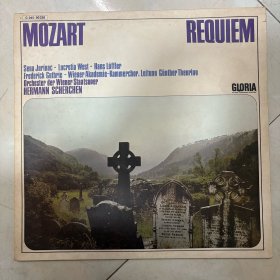 MOZART REQUIEM
Sena Jurinac - Lucretia West - Hans Löffler
Frederick Guthrie - Wiener Akademie-Kammerchor, Leitung Günther Theuring
Orchester der Wiener Staatsoper
HERMANN SCHERCHEN
GLORIA